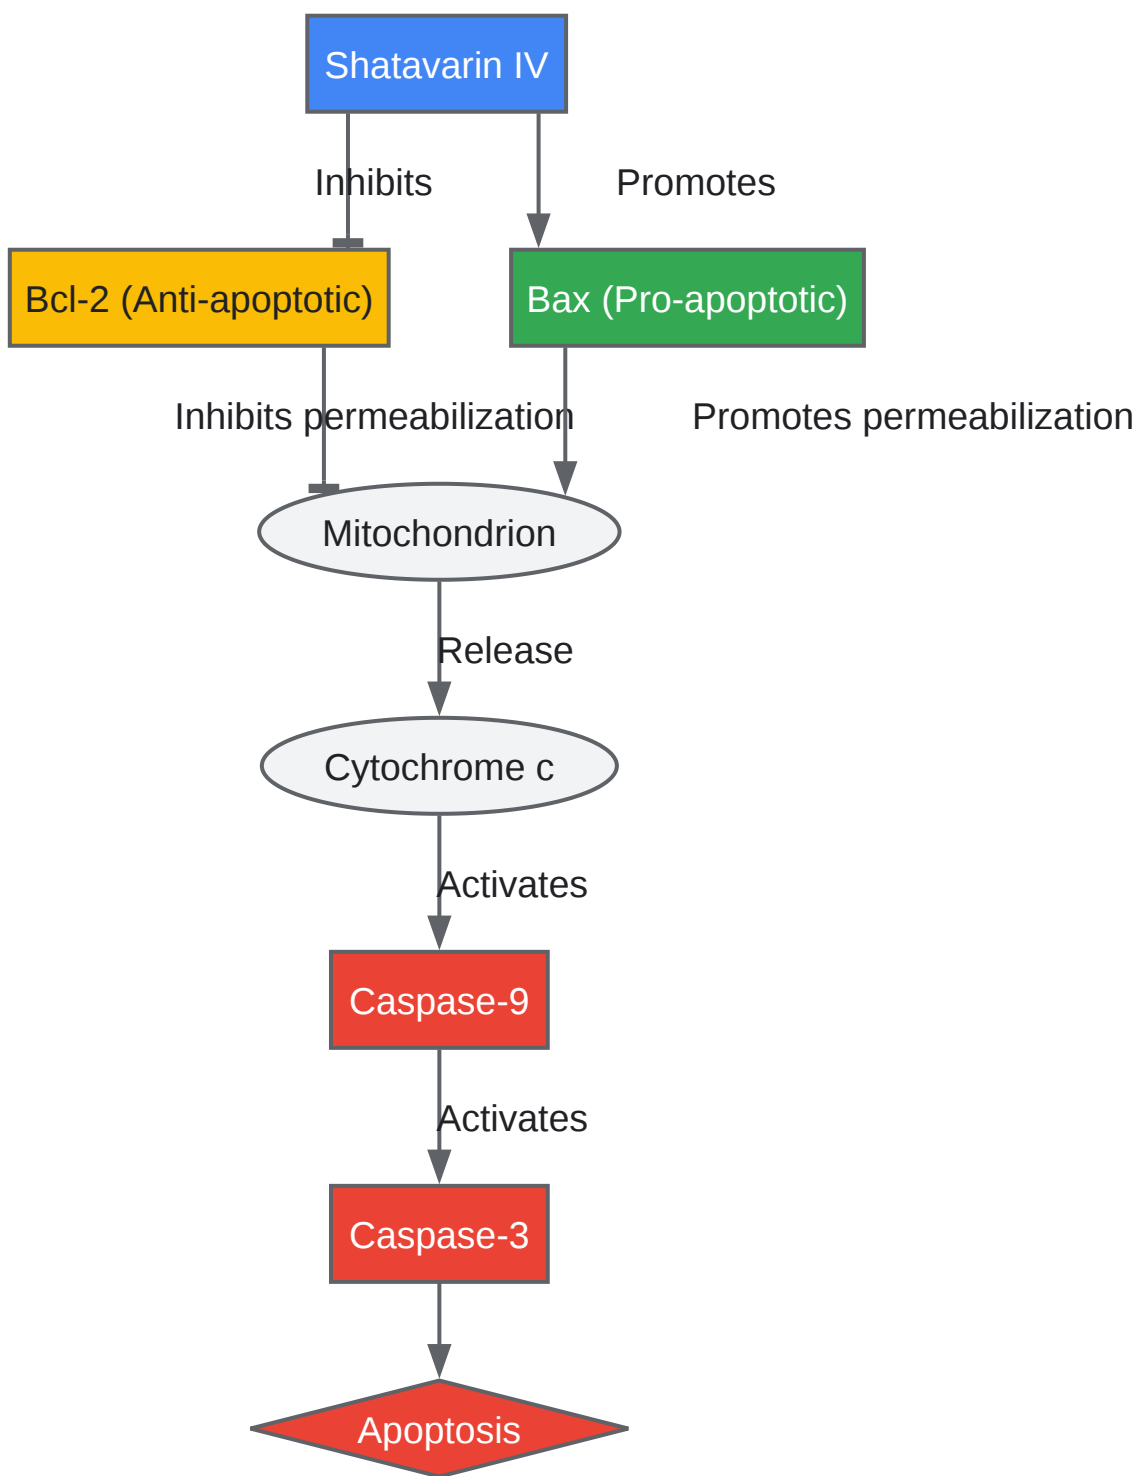 Shatavarin IV
Inhibits
Promotes
Bcl-2 (Anti-apoptotic)
Bax (Pro-apoptotic)
Inhibits permeabilization
Promotes permeabilization
Mitochondrion
Release
Cytochrome c
Activates
Caspase-9
Activates
Caspase-3
Apoptosis